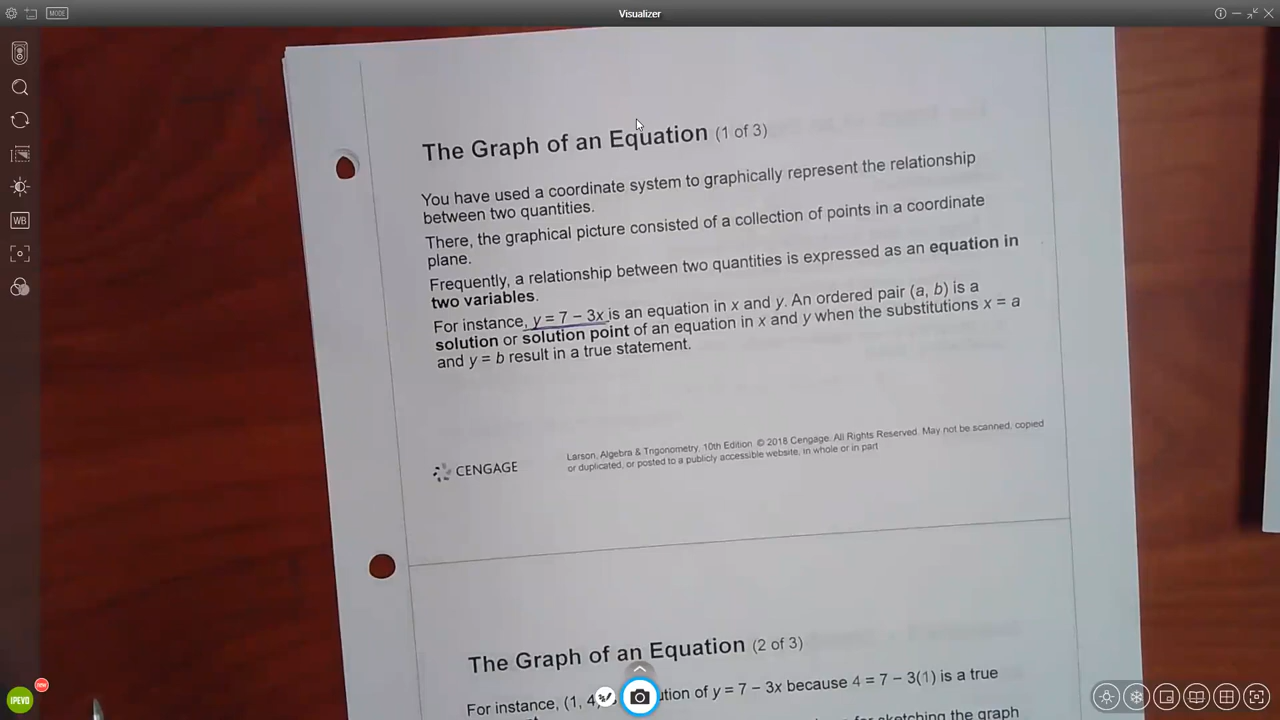 MODE
Visualizer
WB
The Graph of an Equation (1 of 3)
You have used a coordinate system to graphically represent the relationship
between two quantities.
There, the graphical picture consisted of a collection of points in a coordinate
plane.
Frequently, a relationship between two quantities is expressed as an equation in
two variables.
For instance, y = 7 − 3x is an equation in x and y. An ordered pair (a, b) is a
solution or solution point of an equation in x and y when the substitutions x = a
and y = b result in a true statement.
CENGAGE
Larson, Algebra & Trigonometry, 10th Edition. © 2018 Cengage. All Rights Reserved. May not be scanned, copied
or duplicated, or posted to a publicly accessible website, in whole or in part
The Graph of an Equation (2 of 3)
For instance, (1, 4 ution of y = 7 − 3x because 4 = 7 − 3(1) is a true
for sketching the graph
IPEVO
new